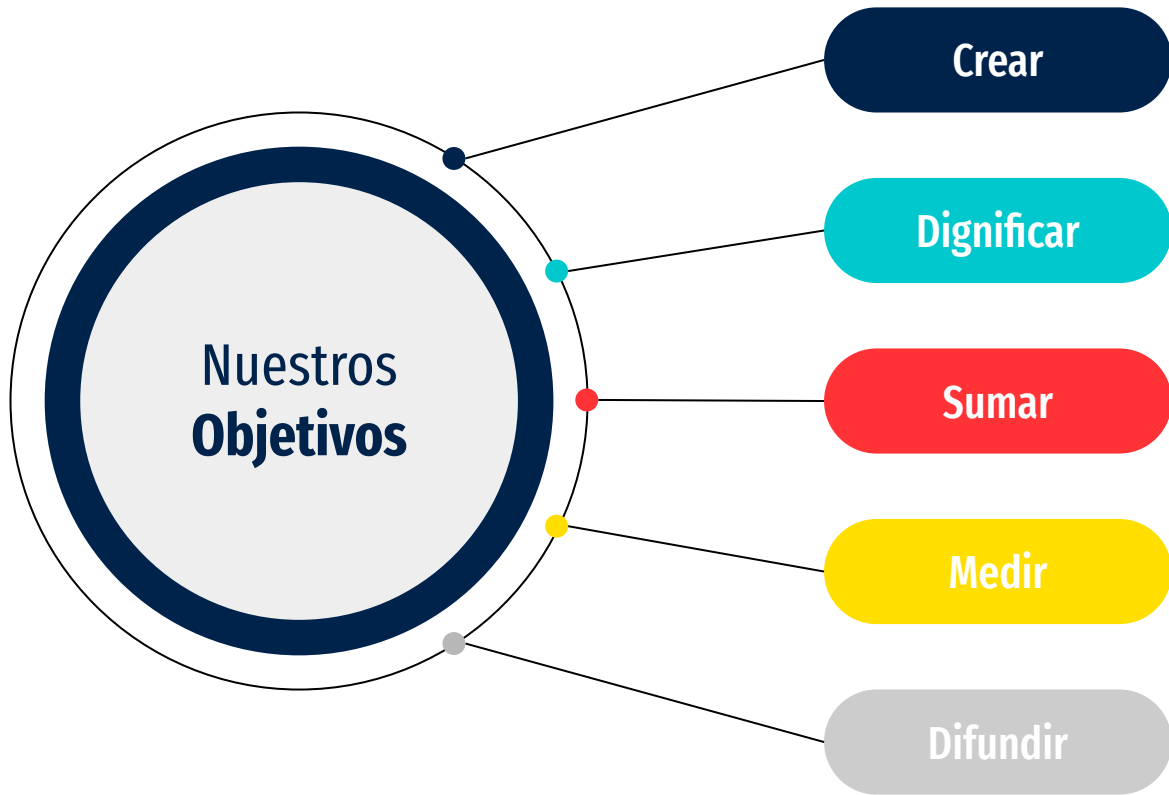 Nuestros
Objetivos
Crear
Dignificar
Sumar
Medir
Difundir